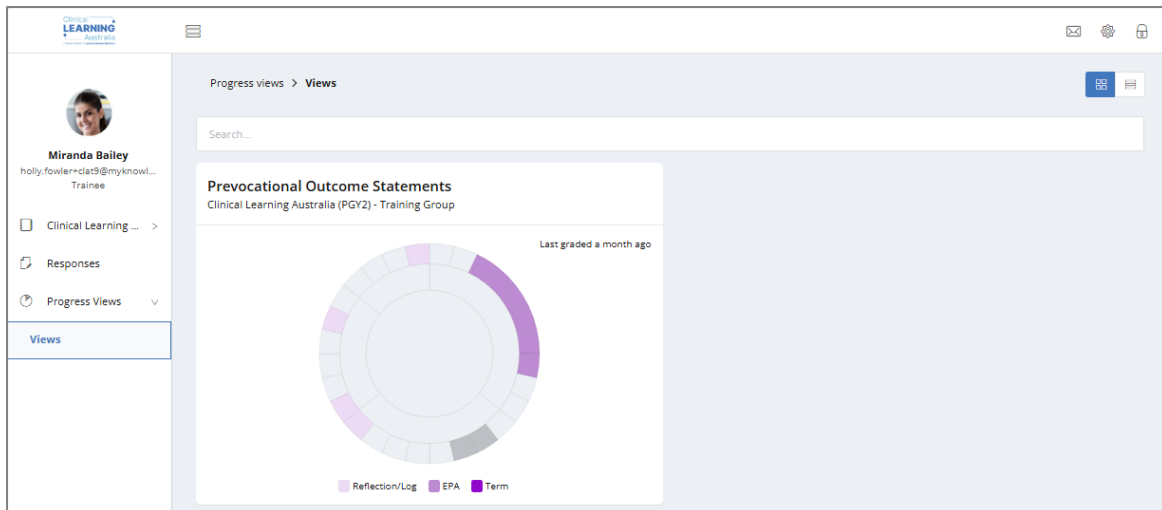 Clinical
LEARNING
Australia
Progress views > Views
Search...
Miranda Bailey
holly.fowler+clat9@myknowl...
Trainee
Clinical Learning ... >
Responses
Progress Views
Views
Prevocational Outcome Statements
Clinical Learning Australia (PGY2) - Training Group
Last graded a month ago
Reflection/Log EPA Term